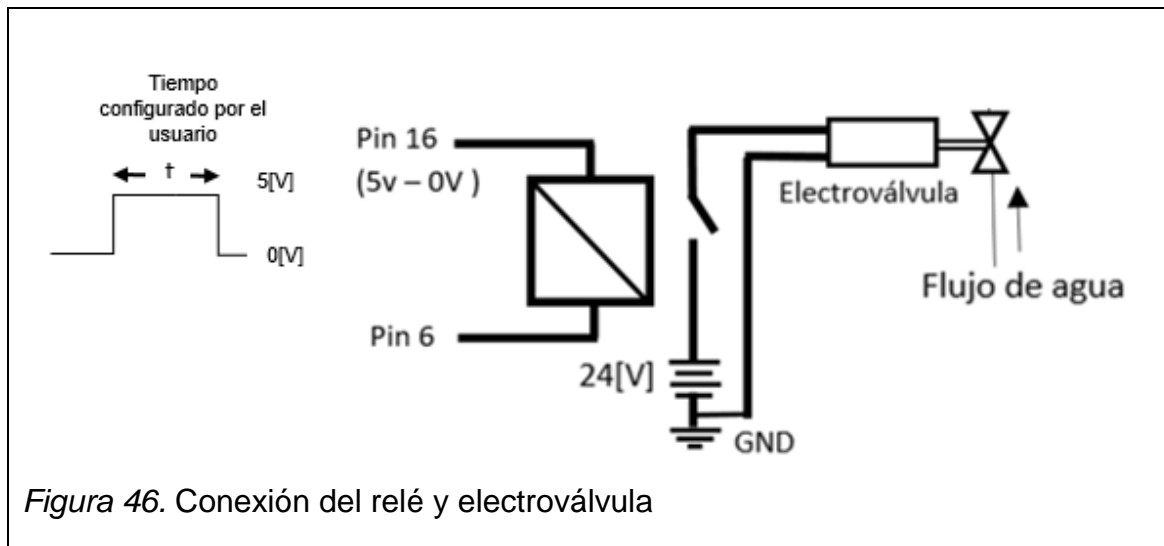 Tiempo
configurado por el
usuario
t
5[V]
0[V]
Pin 16
(5v – 0V )
Pin 6
24[V]
GND
Electroválvula
Flujo de agua
Figura 46. Conexión del relé y electroválvula